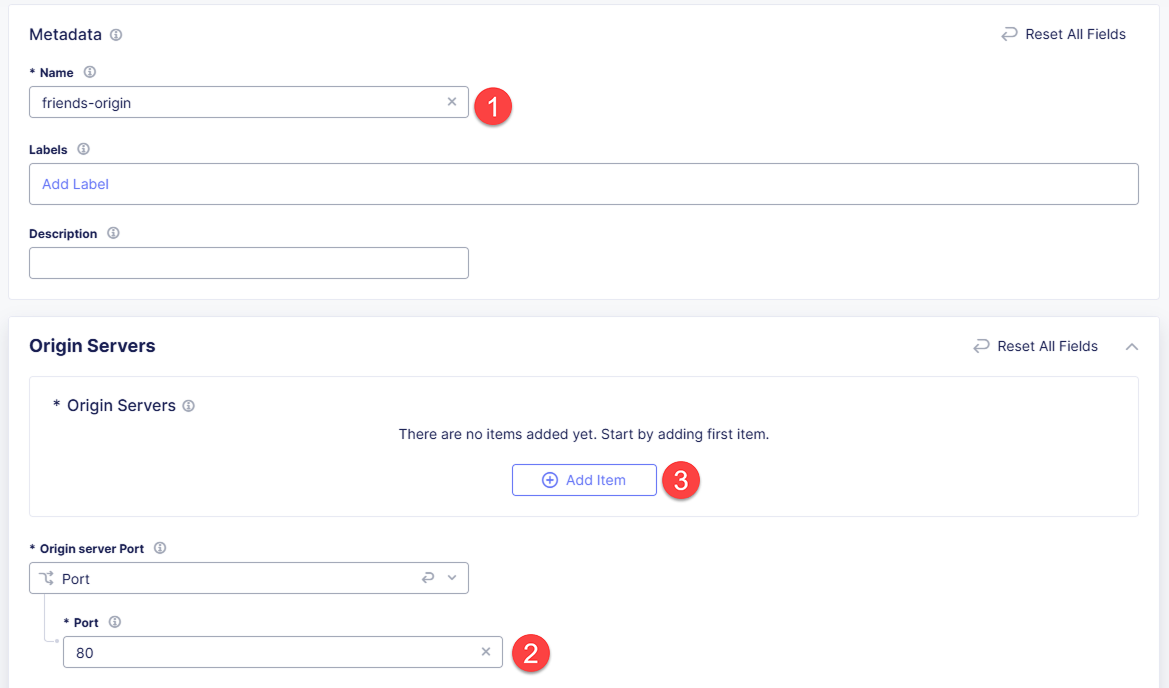 Metadata
Reset All Fields
* Name
friends-origin
1
Labels
Add Label
Description
Origin Servers
Reset All Fields
* Origin Servers
There are no items added yet. Start by adding first item.
Add Item
3
* Origin server Port
Port
* Port
80
2